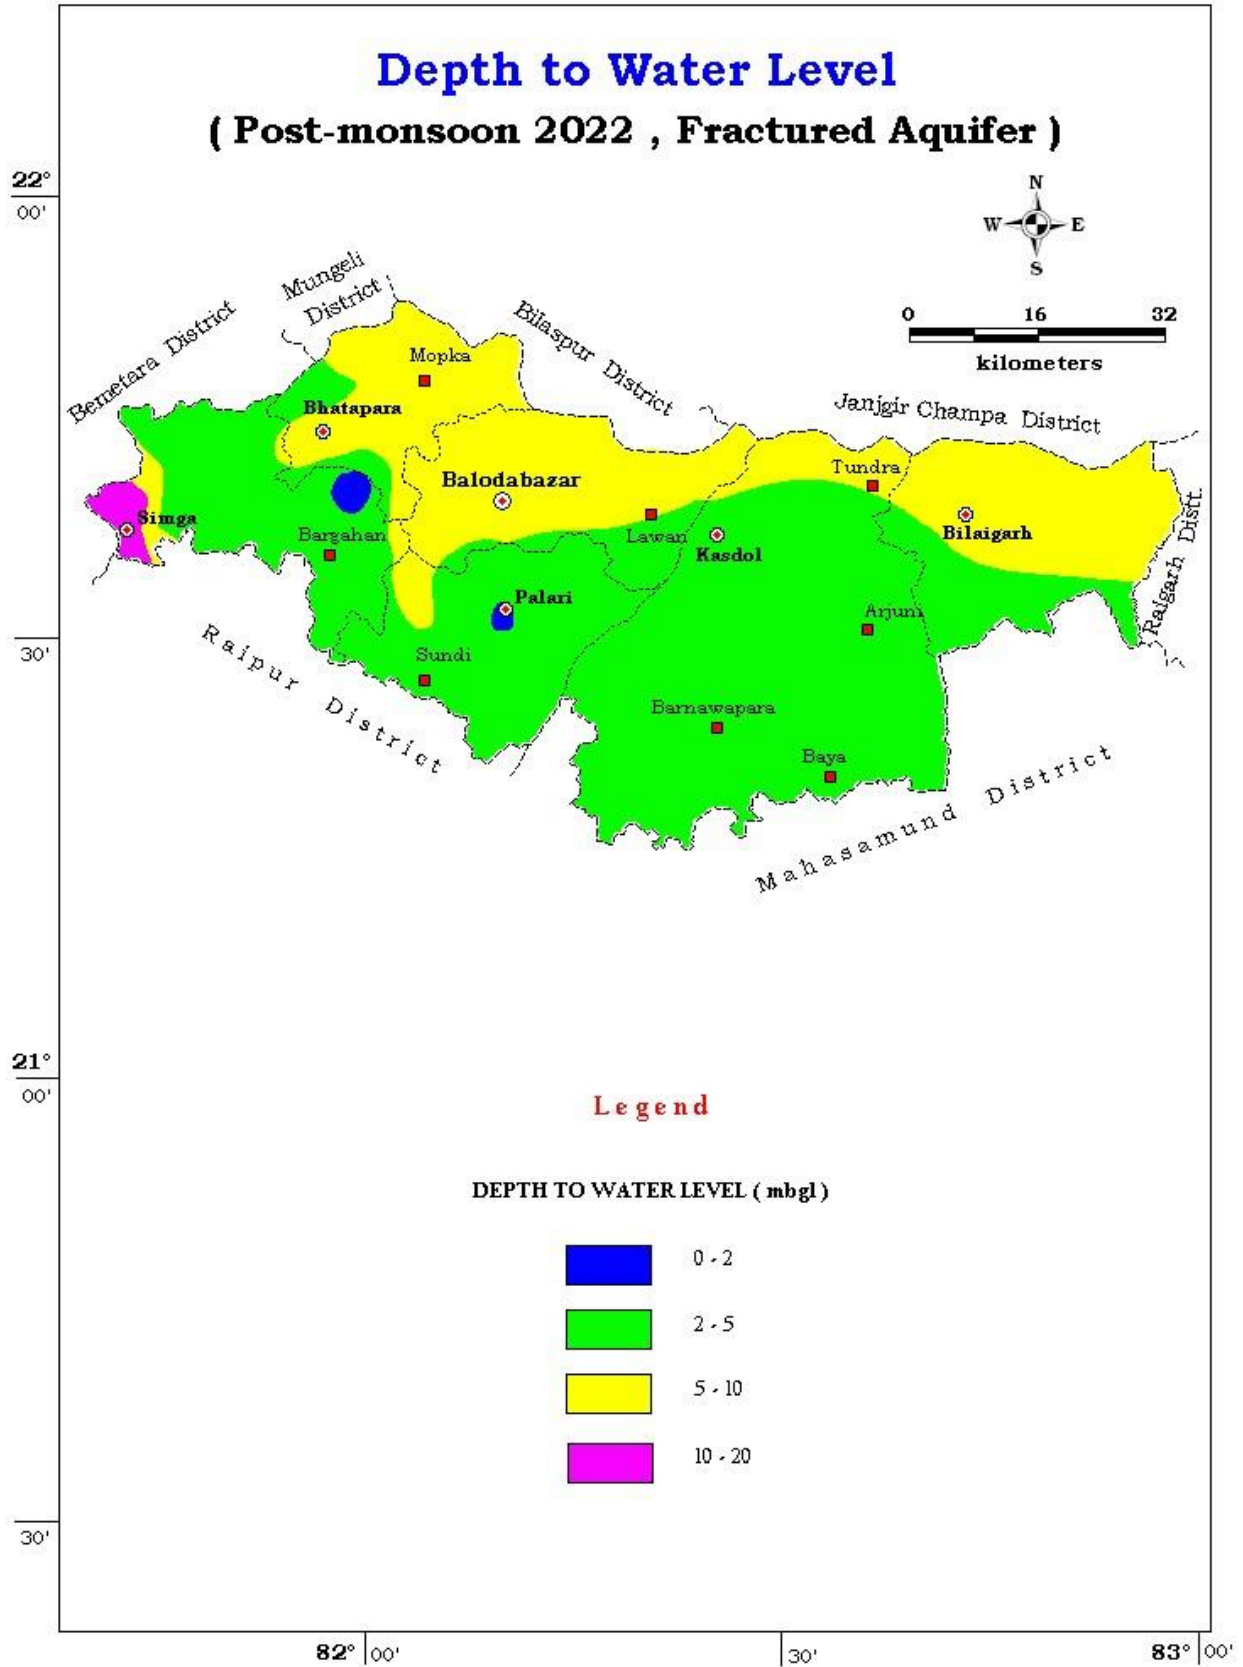 Depth to Water Level
( Post-monsoon 2022 , Fractured Aquifer )
22°
00'
N
W E
S
0 16 32
kilometers
Mungeli
District
Bemetara District
Bilaspur District
Janjgir Champa District
Mopka
Bhatapara
Tundra
Balodabazar
Simga
Bargahan
Lawan
Kasdol
Bilaigarh
Raigarh Distt.
Palari
Arjuni
30'
Raipur District
Sundi
Barnawapara
Baya
Mahasamund District
21°
00'
Legend
DEPTH TO WATER LEVEL ( mbgl )
0 - 2
2 - 5
5 - 10
10 - 20
30'
82° 00'
30'
83° 00'